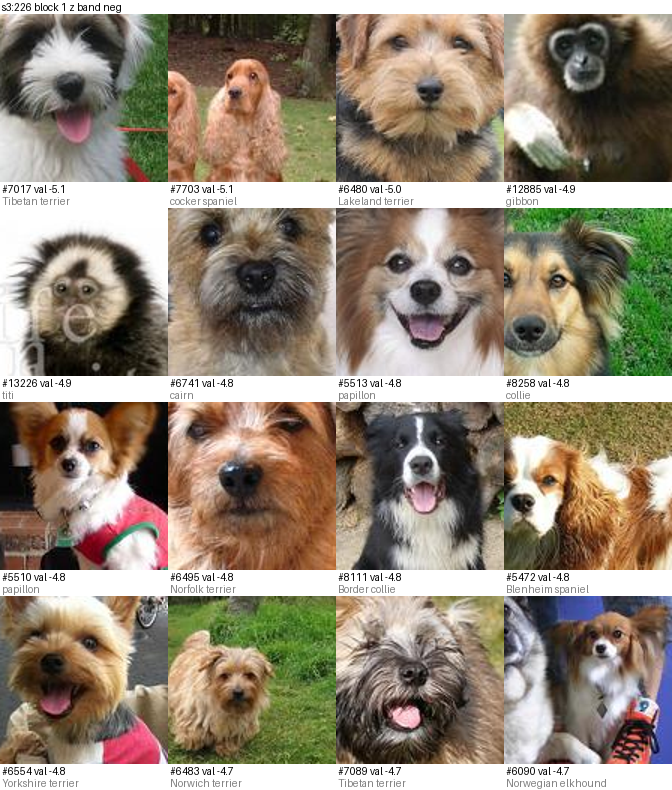 s3:226 block 1 z band neg
#7017 val -5.1
Tibetan terrier
#7703 val -5.1
cocker spaniel
#6480 val -5.0
Lakeland terrier
#12885 val -4.9
gibbon
ife
#13226 val -4.9
titi
#6741 val -4.8
cairn
#5513 val -4.8
papillon
#8258 val -4.8
collie
#5510 val -4.8
papillon
#6495 val -4.8
Norfolk terrier
#8111 val -4.8
Border collie
#5472 val -4.8
Blenheim spaniel
#6554 val -4.8
Yorkshire terrier
#6483 val -4.7
Norwich terrier
#7089 val -4.7
Tibetan terrier
#6090 val -4.7
Norwegian elkhound